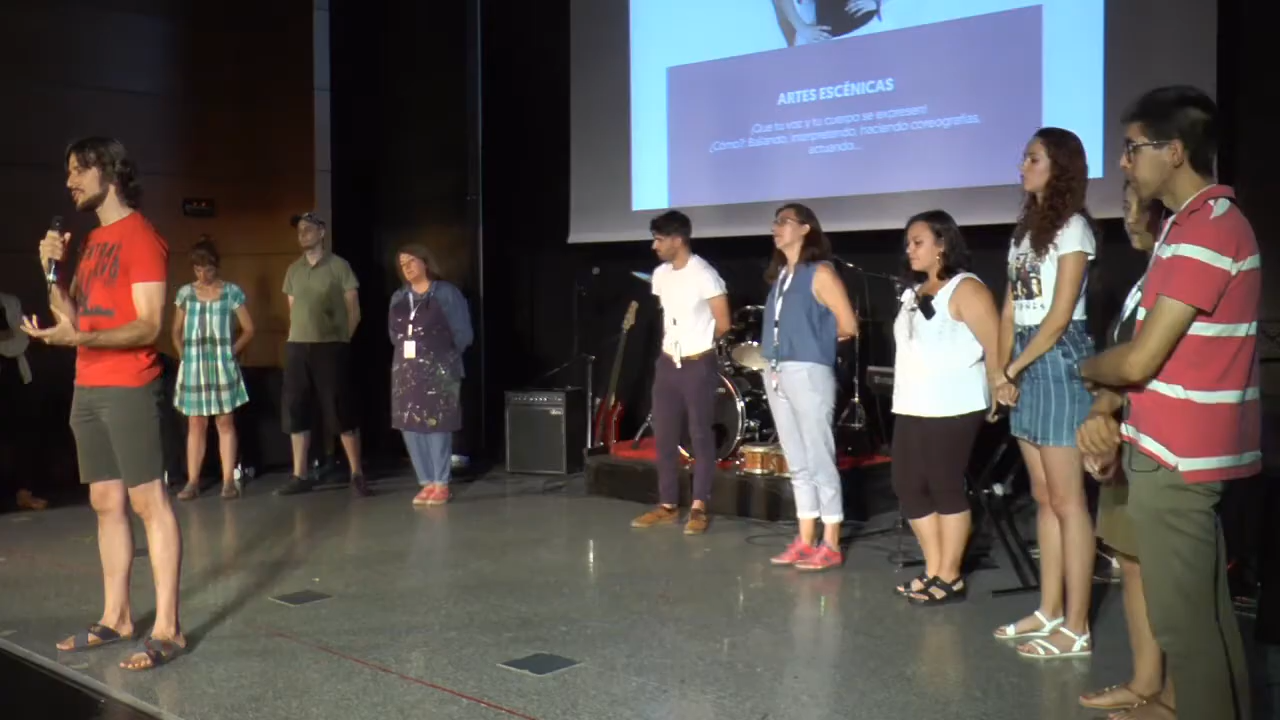 ARTES ESCÉNICAS
¡Que tu voz y tu cuerpo se expresen!
¿Cómo?: Bailando, interpretando, haciendo coreografías,
actuando...